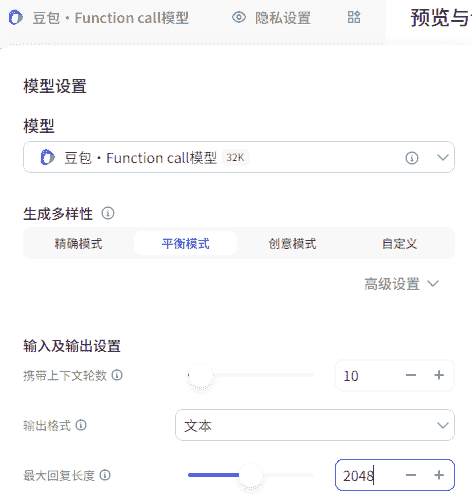 豆包・Function call模型 隐私设置 预览与
模型设置
模型
豆包・Function call模型 32K
生成多样性
精确模式 平衡模式 创意模式 自定义
高级设置
输入及输出设置
携带上下文轮数 10 − +
输出格式 文本
最大回复长度 2048 − +